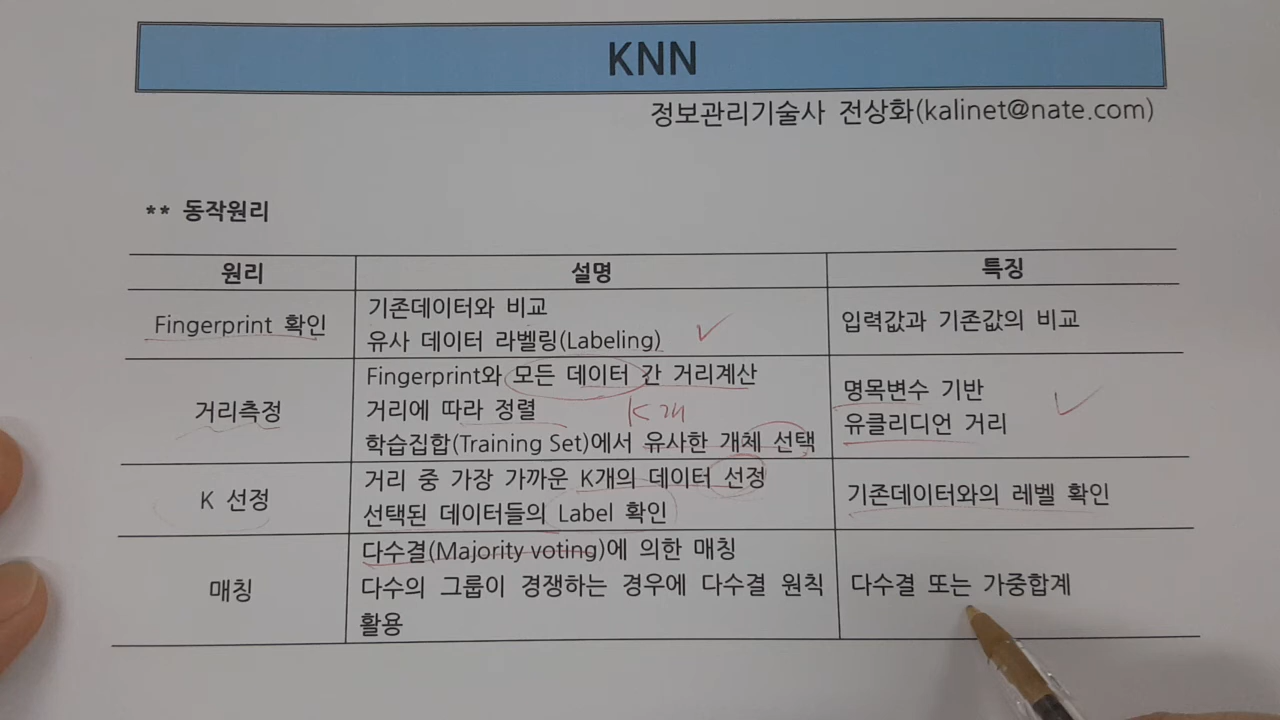 KNN
정보관리기술사 전상화(kalinet@nate.com)
** 동작원리
원리 설명 특징
Fingerprint 확인
기존데이터와 비교
유사 데이터 라벨링(Labeling)
입력값과 기존값의 비교
거리측정
Fingerprint와 모든 데이터 간 거리계산
거리에 따라 정렬
K개
학습집합(Training Set)에서 유사한 개체 선택
명목변수 기반
유클리디언 거리
K 선정
거리 중 가장 가까운 K개의 데이터 선정
선택된 데이터들의 Label 확인
기존데이터와의 레벨 확인
매칭
다수결(Majority voting)에 의한 매칭
다수의 그룹이 경쟁하는 경우에 다수결 원칙
활용
다수결 또는 가중합계